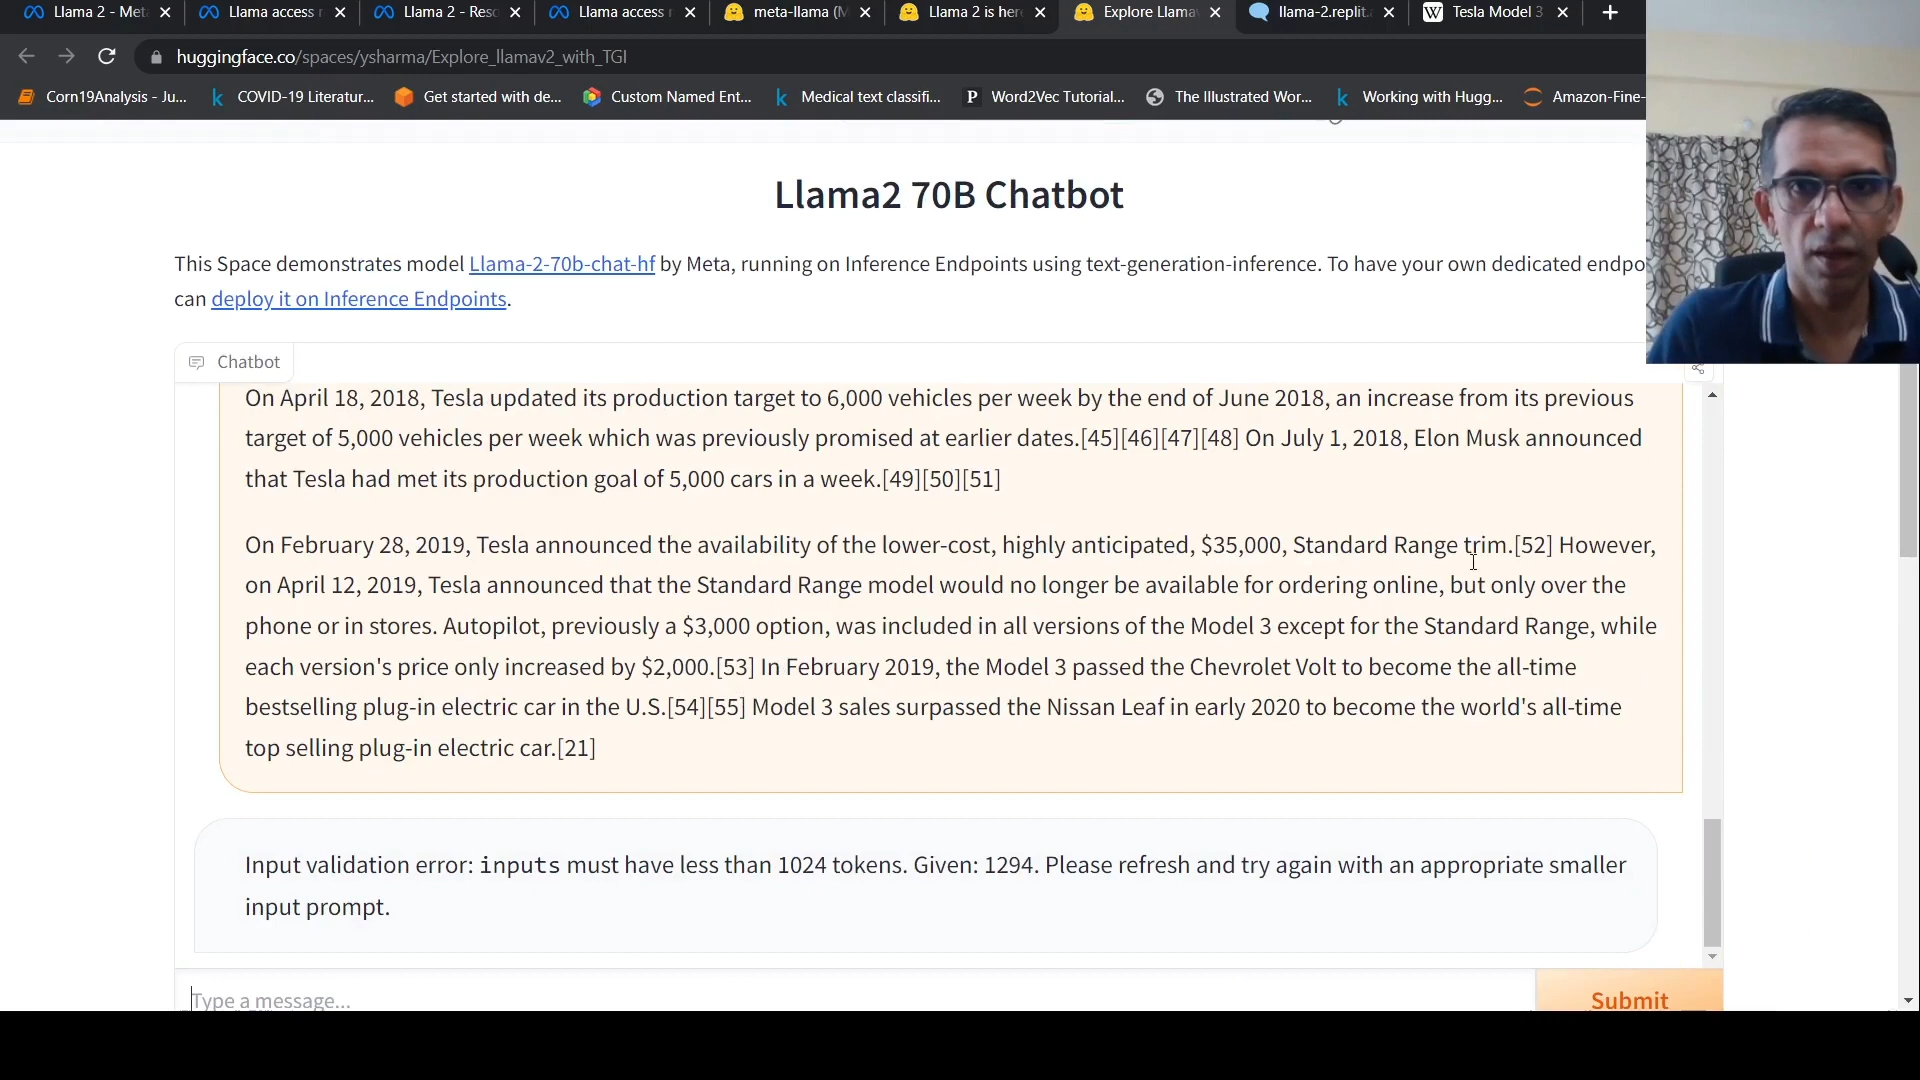 Llama 2 - Met
Llama access r
Llama 2 - Reso
Llama access r
meta-llama (M
Llama 2 is here
Explore Llamav
llama-2.replit.a
W Tesla Model 3
huggingface.co/spaces/ysharma/Explore_llamav2_with_TGI
Corn19Analysis - Ju...
k COVID-19 Literatur...
Get started with de...
Custom Named Ent...
k Medical text classifi...
P Word2Vec Tutorial...
The Illustrated Wor...
k Working with Hugg...
Amazon-Fine-
Llama2 70B Chatbot
This Space demonstrates model Llama-2-70b-chat-hf by Meta, running on Inference Endpoints using text-generation-inference. To have your own dedicated endpo
can deploy it on Inference Endpoints.
Chatbot
On April 18, 2018, Tesla updated its production target to 6,000 vehicles per week by the end of June 2018, an increase from its previous
target of 5,000 vehicles per week which was previously promised at earlier dates.[45][46][47][48] On July 1, 2018, Elon Musk announced
that Tesla had met its production goal of 5,000 cars in a week.[49][50][51]
On February 28, 2019, Tesla announced the availability of the lower-cost, highly anticipated, $35,000, Standard Range trim.[52] However,
on April 12, 2019, Tesla announced that the Standard Range model would no longer be available for ordering online, but only over the
phone or in stores. Autopilot, previously a $3,000 option, was included in all versions of the Model 3 except for the Standard Range, while
each version's price only increased by $2,000.[53] In February 2019, the Model 3 passed the Chevrolet Volt to become the all-time
bestselling plug-in electric car in the U.S.[54][55] Model 3 sales surpassed the Nissan Leaf in early 2020 to become the world's all-time
top selling plug-in electric car.[21]
Input validation error: inputs must have less than 1024 tokens. Given: 1294. Please refresh and try again with an appropriate smaller
input prompt.
Type a message...
Submit